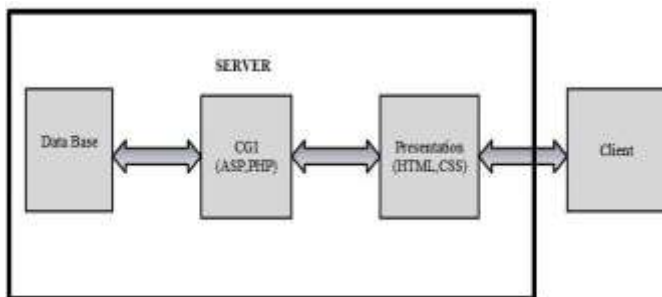 SERVER
Data Base
CGI
(ASP,PHP)
Presentation
(HTML,CSS)
Client